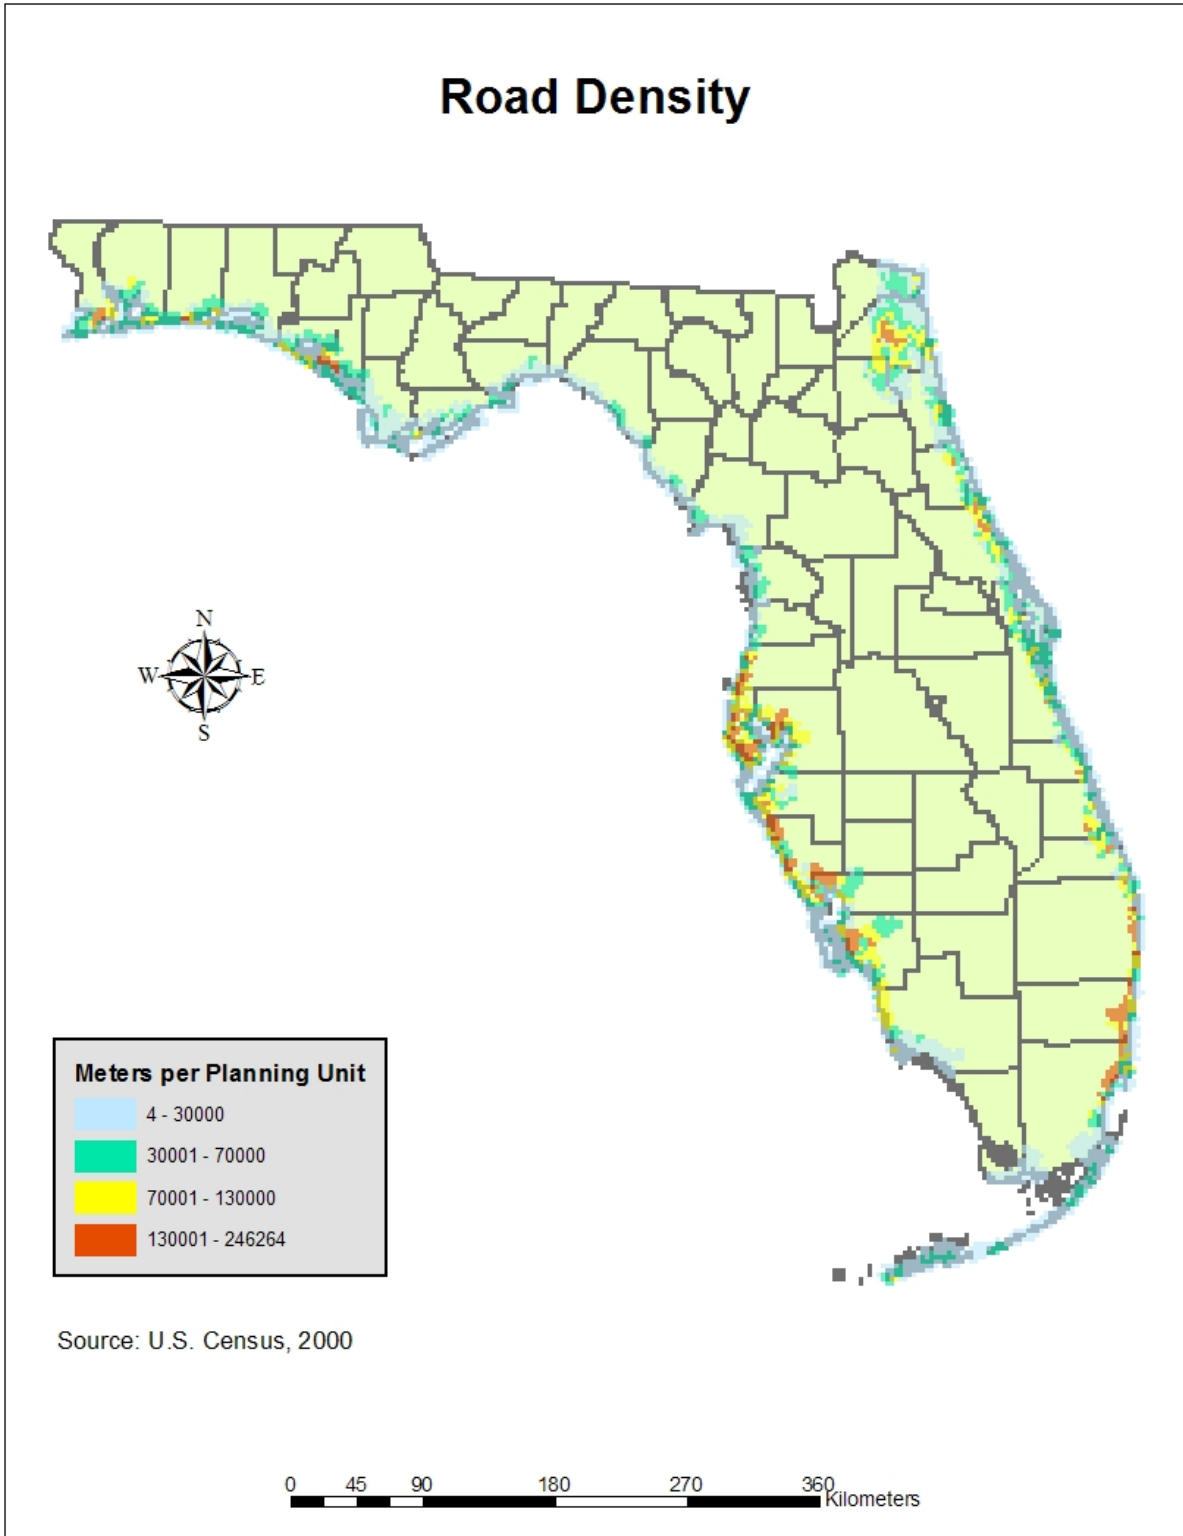 Road Density
N
W E
S
Meters per Planning Unit
4 - 30000
30001 - 70000
70001 - 130000
130001 - 246264
Source: U.S. Census, 2000
0 45 90 180 270 360
Kilometers